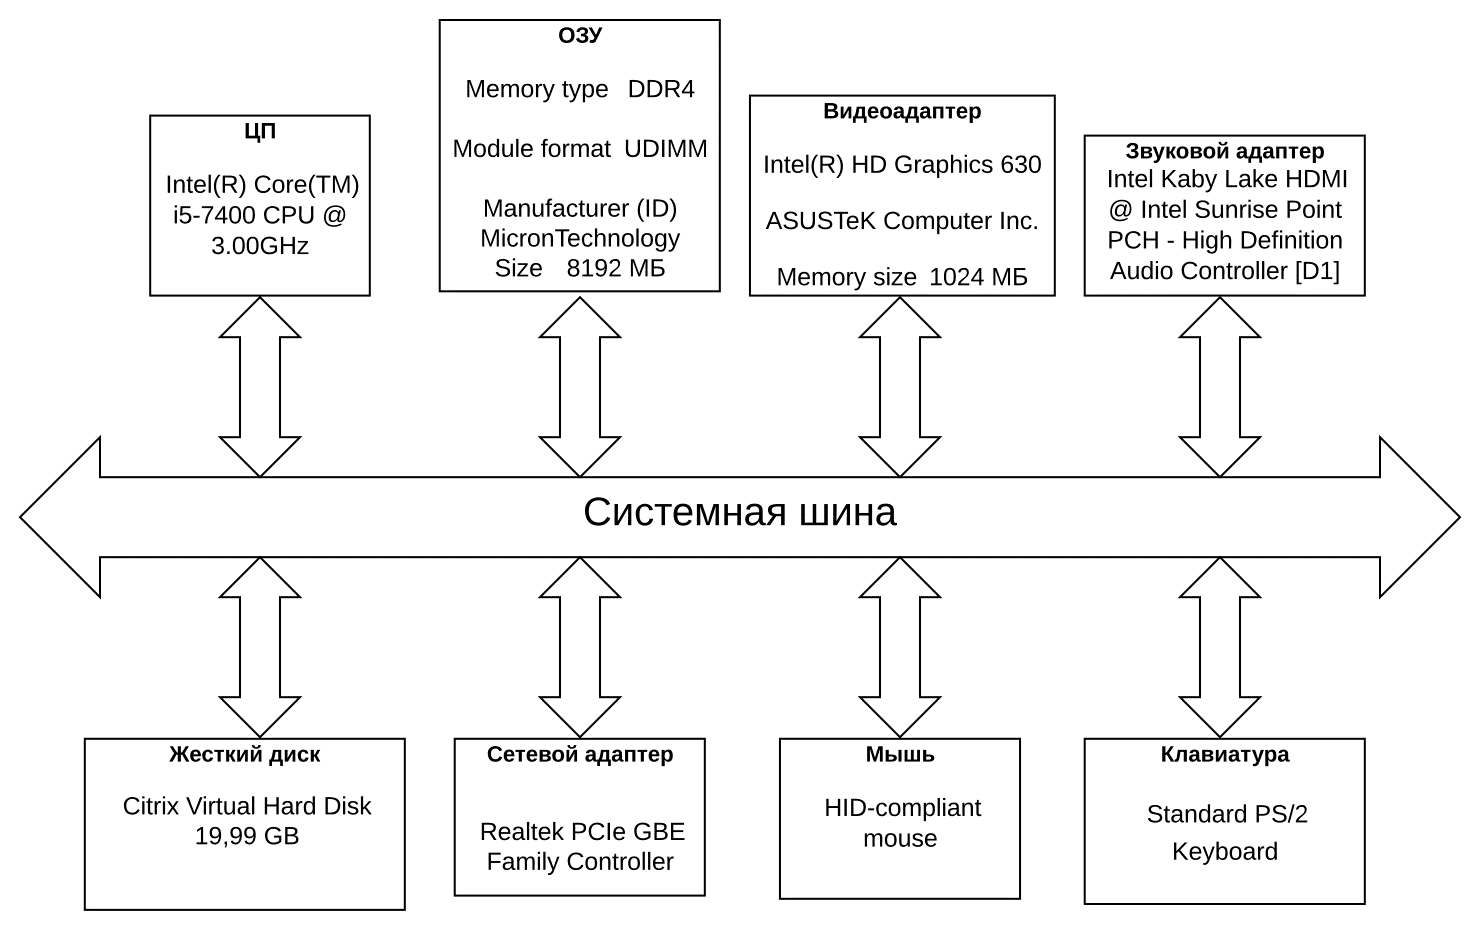 ЦП
Intel(R) Core(TM)
i5-7400 CPU @
3.00GHz
ОЗУ
Memory type DDR4
Module format UDIMM
Manufacturer (ID)
MicronTechnology
Size 8192 МБ
Видеоадаптер
Intel(R) HD Graphics 630
ASUSTeK Computer Inc.
Memory size 1024 МБ
Звуковой адаптер
Intel Kaby Lake HDMI
@ Intel Sunrise Point
PCH - High Definition
Audio Controller [D1]
Системная шина
Жесткий диск
Citrix Virtual Hard Disk
19,99 GB
Сетевой адаптер
Realtek PCIe GBE
Family Controller
Мышь
HID-compliant
mouse
Клавиатура
Standard PS/2
Keyboard